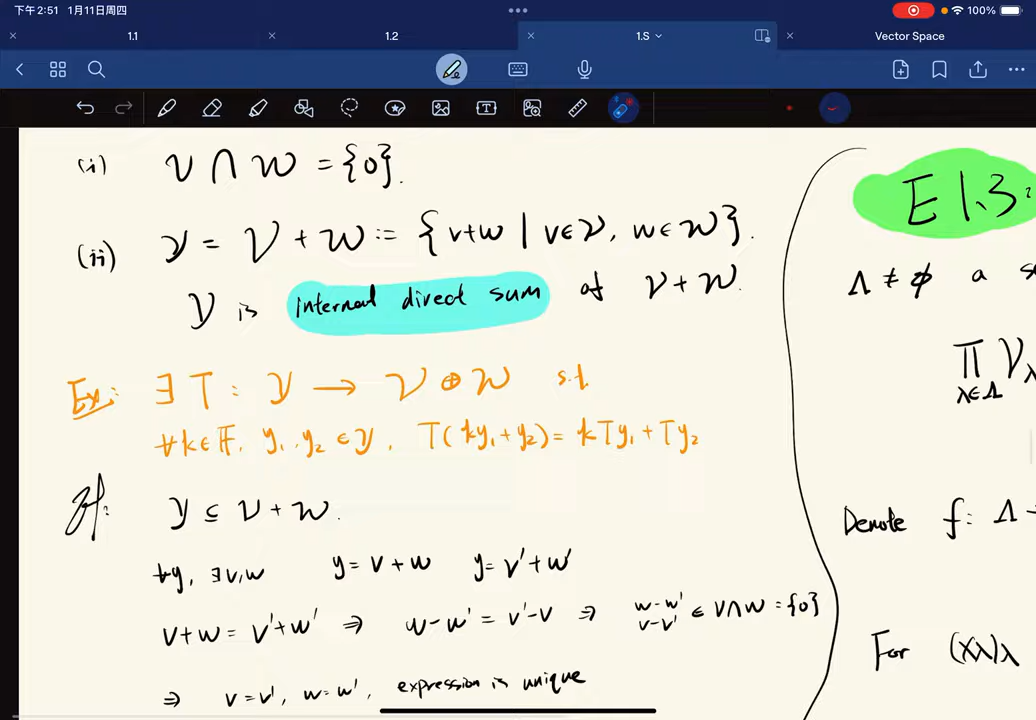 下午2:51 1月11日周四
100%
1.1
1.2
1.S
Vector Space
(i) V ∩ W = {0}.
(ii) Y = V + W := {v+w | v∈V, w∈W}.
Y is internal direct sum of V + W.
Ex: ∃ T: Y → V ⊕ W s.t.
∀k∈F, y₁, y₂ ∈ Y, T(ky₁+y₂) = kTy₁ + Ty₂
Pf: Y ⊆ V + W.
∀y, ∃v,w y = v + w y = v' + w'
v+w = v'+w' ⇒ w-w' = v'-v ⇒ w-w' v-v' ∈ V∩W = {0}
⇒ v=v', w=w', expression is unique
E 1.3:
Λ ≠ ϕ a
∏ λ∈Λ Vλ
Denote f: Λ
For (xλ)λ